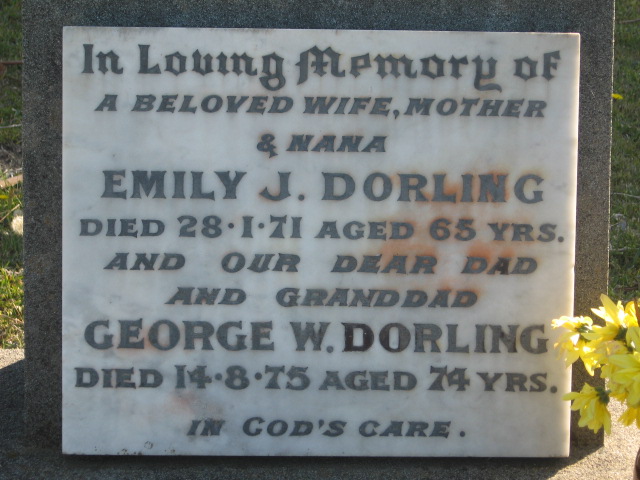 In Loving Memory of
A BELOVED WIFE, MOTHER
& NANA
EMILY J. DORLING
DIED 28·1·71 AGED 65 YRS.
AND OUR DEAR DAD
AND GRANDDAD
GEORGE W. DORLING
DIED 14·8·75 AGED 74 YRS.
IN GOD'S CARE.